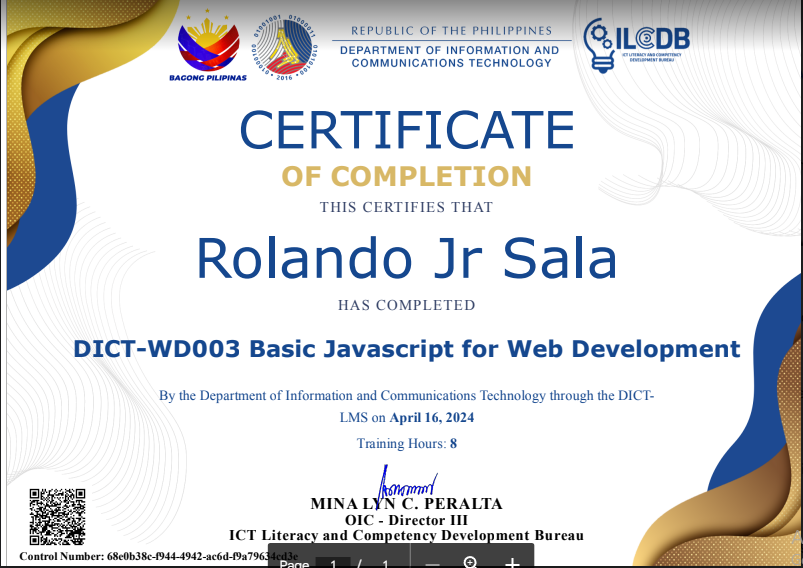 BAGONG PILIPINAS
2016
REPUBLIC OF THE PHILIPPINES
DEPARTMENT OF INFORMATION AND
COMMUNICATIONS TECHNOLOGY
ILCDB
ICT LITERACY AND COMPETENCY
DEVELOPMENT BUREAU
CERTIFICATE
OF COMPLETION
THIS CERTIFIES THAT
Rolando Jr Sala
HAS COMPLETED
DICT-WD003 Basic Javascript for Web Development
By the Department of Information and Communications Technology through the DICT-
LMS on April 16, 2024
Training Hours: 8
MINA LYN C. PERALTA
OIC - Director III
ICT Literacy and Competency Development Bureau
Control Number: 68e0b38c-f944-4942-ac6d-f9a79634ed3e
Page 1 / 1